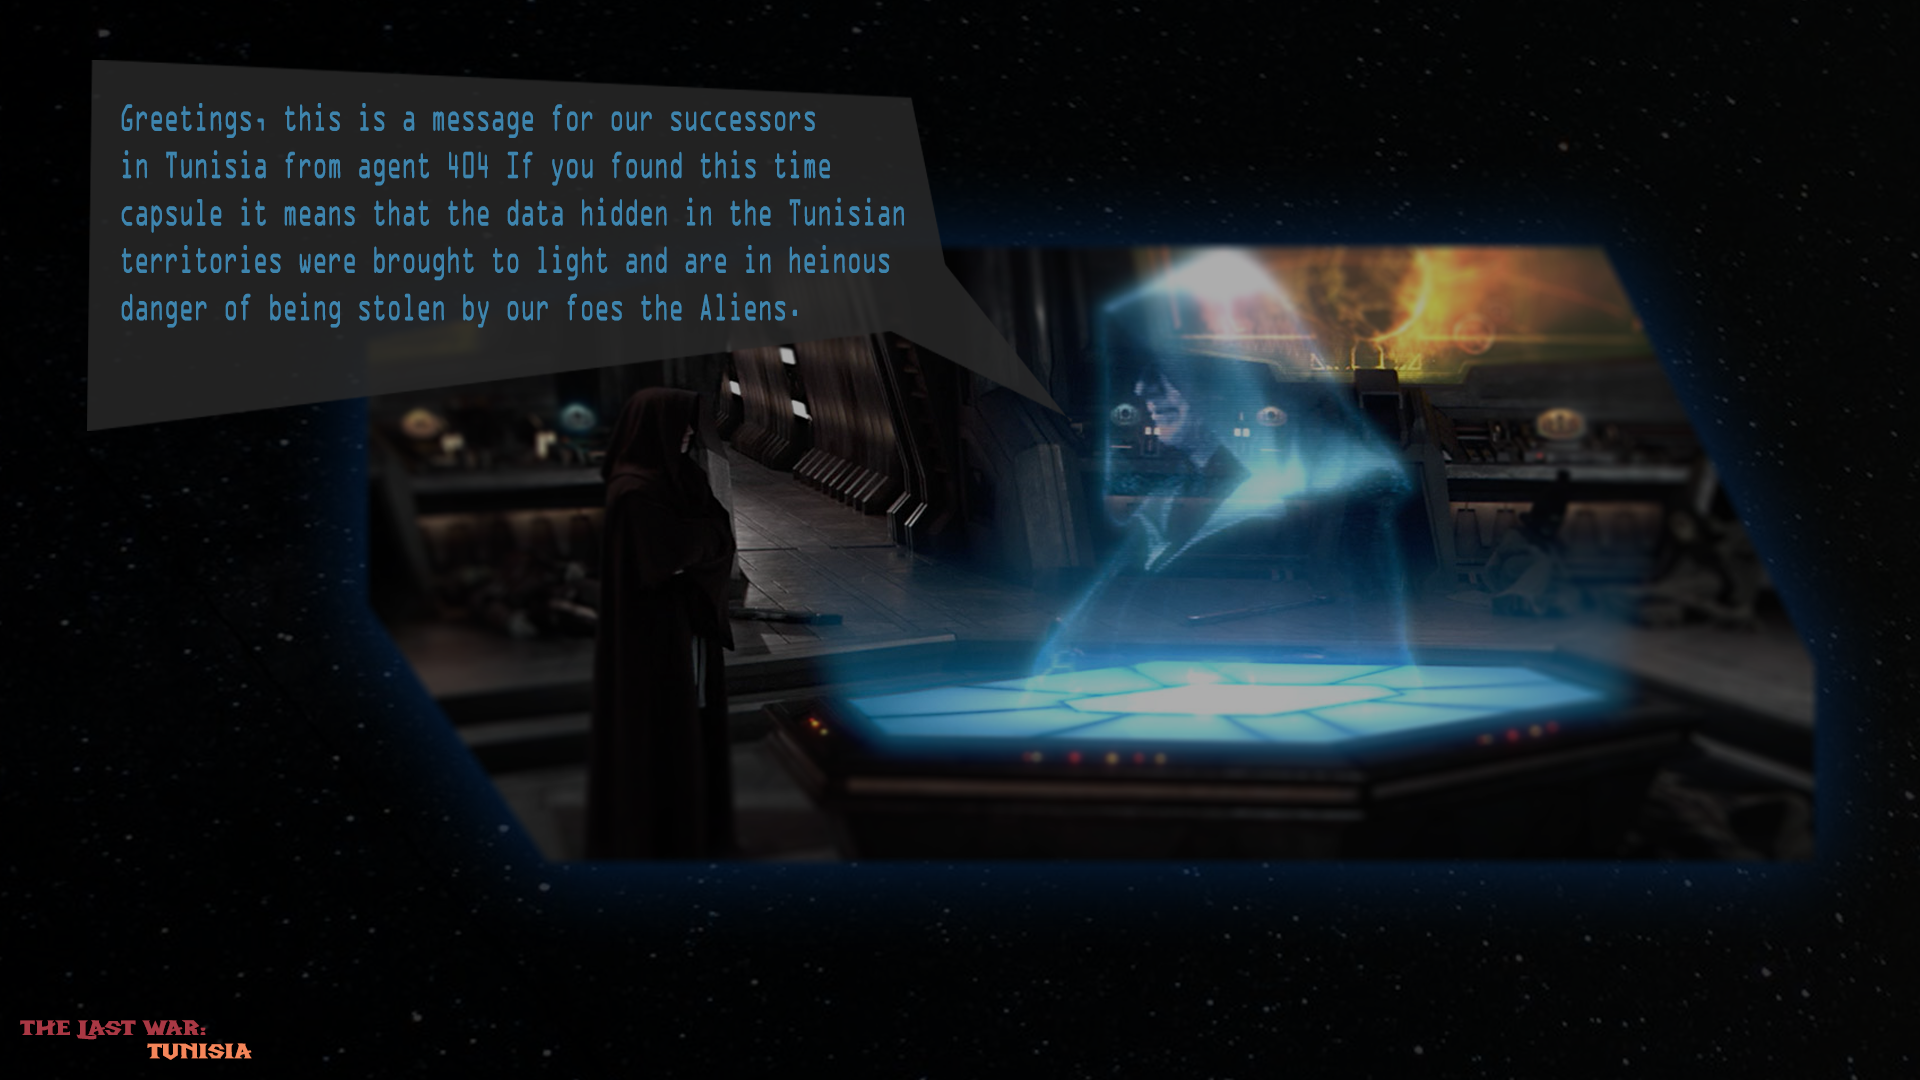 Greetings, this is a message for our successors
in Tunisia from agent 404 If you found this time
capsule it means that the data hidden in the Tunisian
territories were brought to light and are in heinous
danger of being stolen by our foes the Aliens.
THE LAST WAR:
TUNISIA